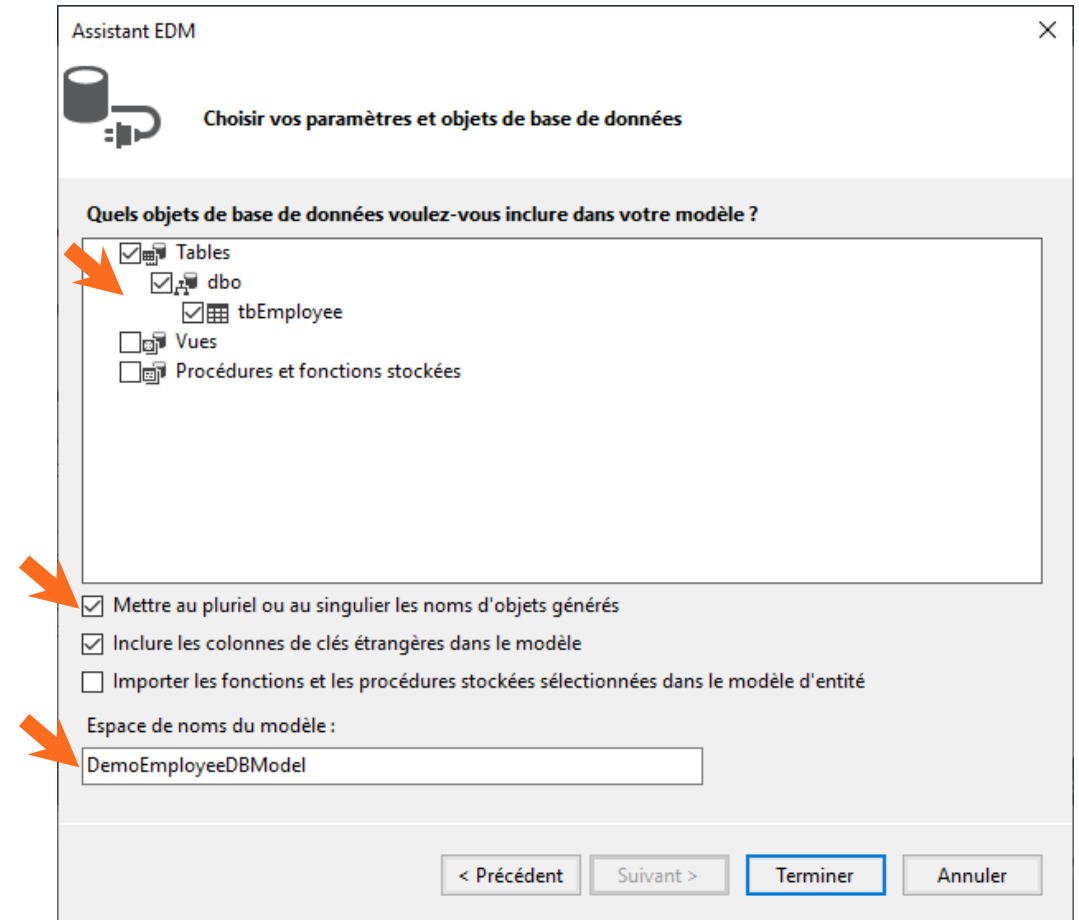 Assistant EDM
Choisir vos paramètres et objets de base de données
Quels objets de base de données voulez-vous inclure dans votre modèle ?
Tables
dbo
tbEmployee
Vues
Procédures et fonctions stockées
Mettre au pluriel ou au singulier les noms d'objets générés
Inclure les colonnes de clés étrangères dans le modèle
Importer les fonctions et les procédures stockées sélectionnées dans le modèle d'entité
Espace de noms du modèle :
DemoEmployeeDBModel
< Précédent Suivant > Terminer Annuler